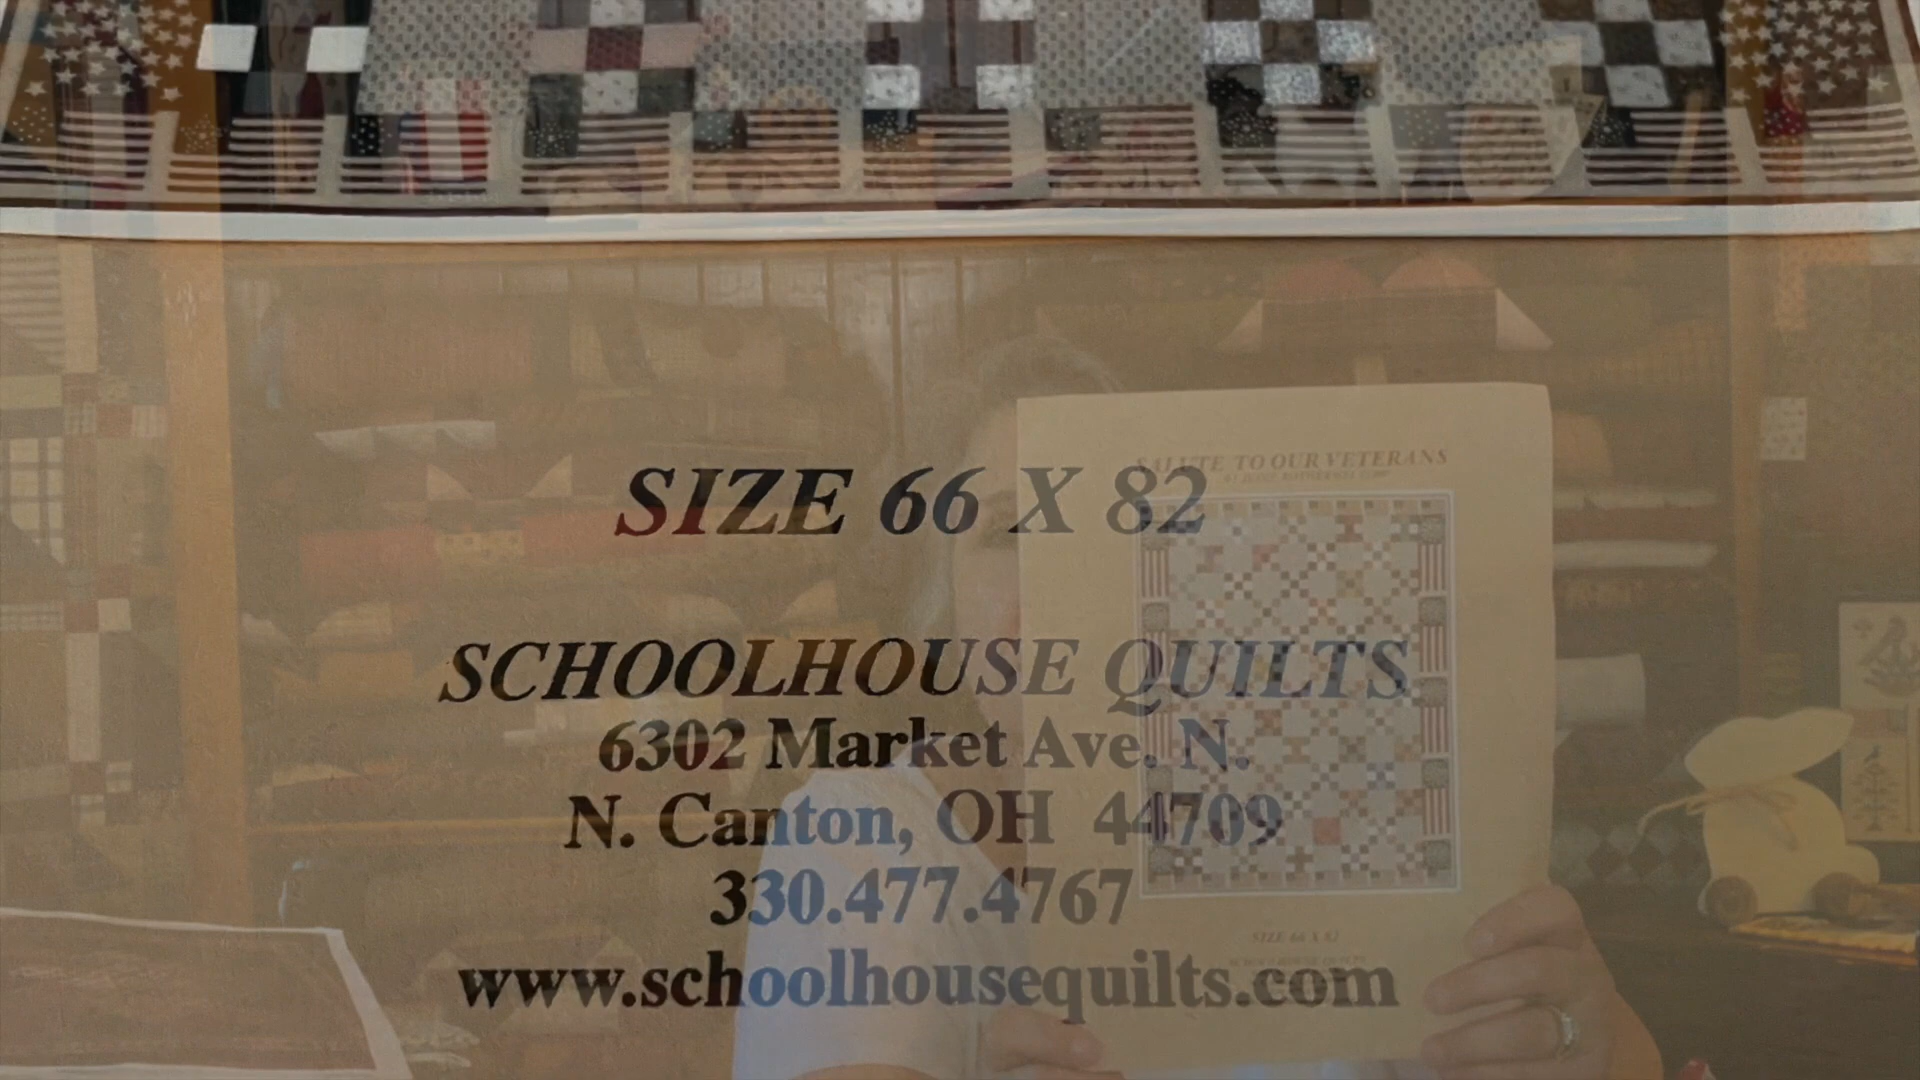 SIZE 66 X 82
SCHOOLHOUSE QUILTS
6302 Market Ave. N.
N. Canton, OH 44709
330.477.4767
www.schoolhousequilts.com
SALUTE TO OUR VETERANS
SIZE 66 X 82